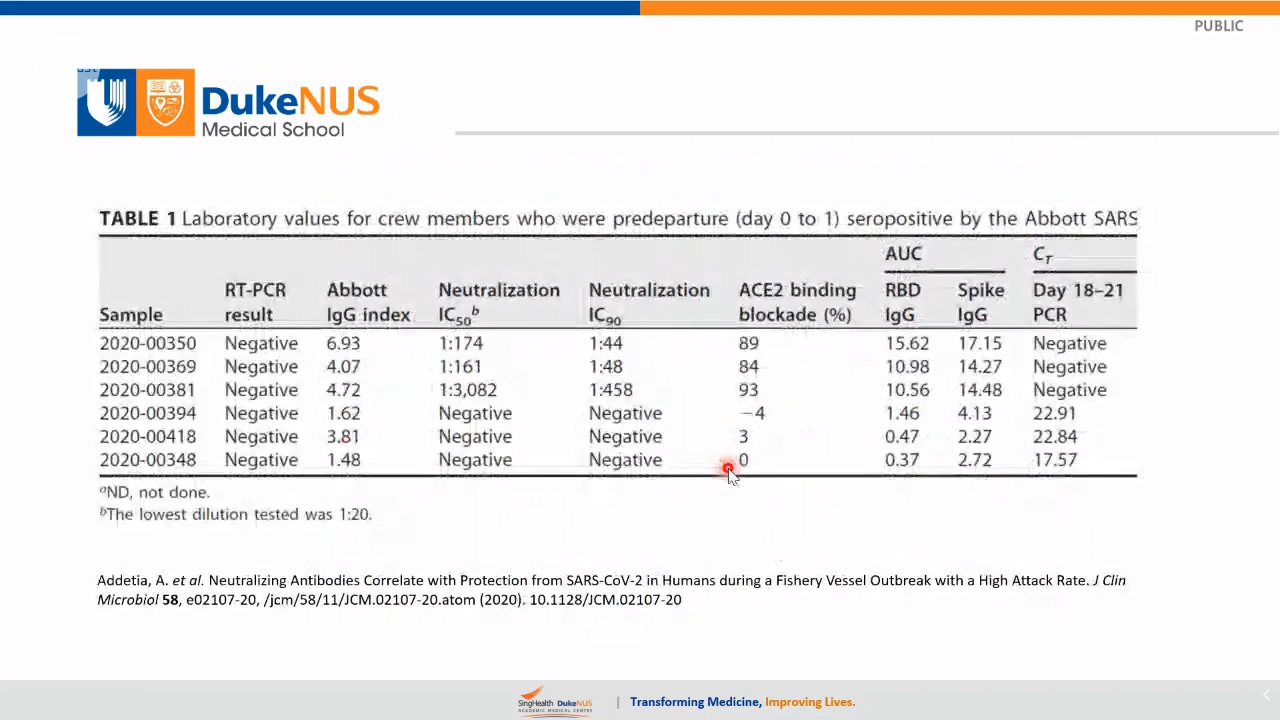 PUBLIC
DukeNUS
Medical School
TABLE 1 Laboratory values for crew members who were predeparture (day 0 to 1) seropositive by the Abbott SARS
AUC C_T
RT-PCR Abbott Neutralization Neutralization ACE2 binding RBD Spike Day 18–21
Sample result IgG index IC50^b IC90 blockade (%) IgG IgG PCR
2020-00350 Negative 6.93 1:174 1:44 89 15.62 17.15 Negative
2020-00369 Negative 4.07 1:161 1:48 84 10.98 14.27 Negative
2020-00381 Negative 4.72 1:3,082 1:458 93 10.56 14.48 Negative
2020-00394 Negative 1.62 Negative Negative −4 1.46 4.13 22.91
2020-00418 Negative 3.81 Negative Negative 3 0.47 2.27 22.84
2020-00348 Negative 1.48 Negative Negative 0 0.37 2.72 17.57
^aND, not done.
^bThe lowest dilution tested was 1:20.
Addetia, A. et al. Neutralizing Antibodies Correlate with Protection from SARS-CoV-2 in Humans during a Fishery Vessel Outbreak with a High Attack Rate. J Clin
Microbiol 58, e02107-20, /jcm/58/11/JCM.02107-20.atom (2020). 10.1128/JCM.02107-20
SingHealth DukeNUS
ACADEMIC MEDICAL CENTRE
| Transforming Medicine, Improving Lives.